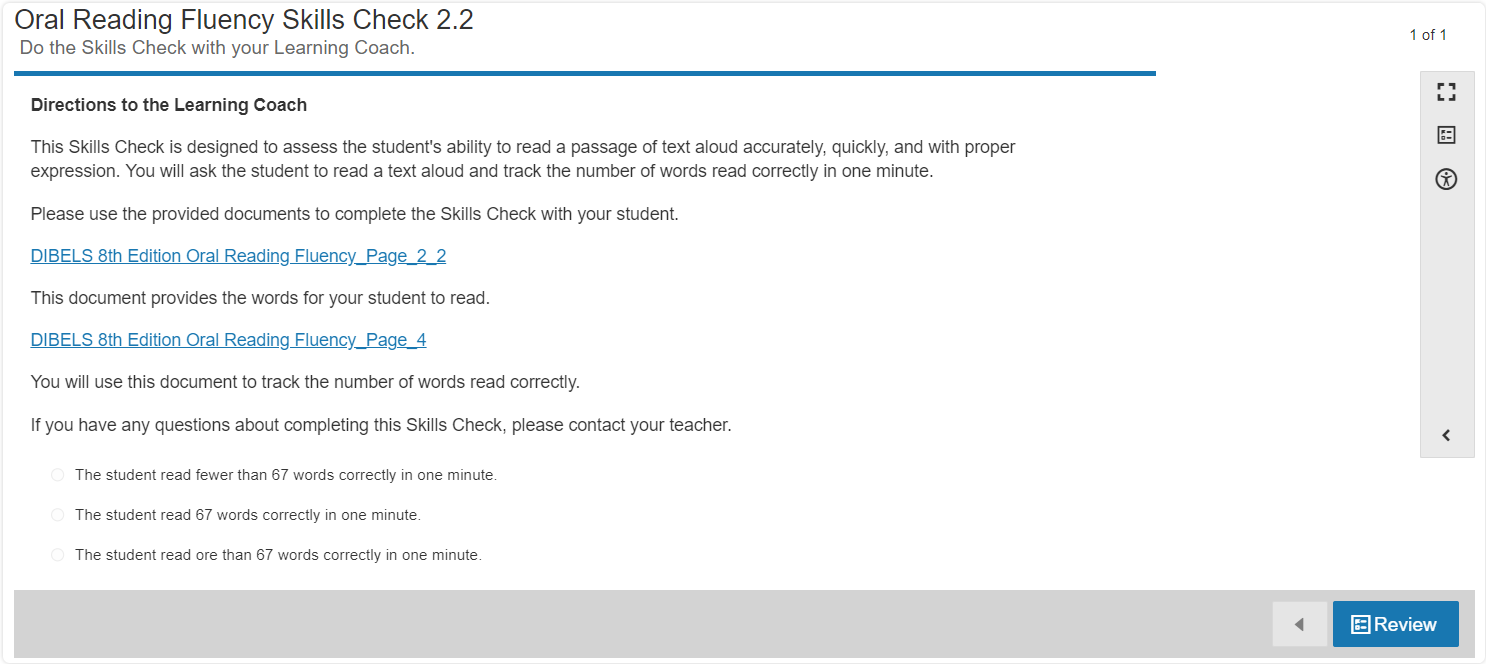 Oral Reading Fluency Skills Check 2.2
Do the Skills Check with your Learning Coach.
1 of 1
Directions to the Learning Coach
This Skills Check is designed to assess the student's ability to read a passage of text aloud accurately, quickly, and with proper
expression. You will ask the student to read a text aloud and track the number of words read correctly in one minute.
Please use the provided documents to complete the Skills Check with your student.
DIBELS 8th Edition Oral Reading Fluency_Page_2_2
This document provides the words for your student to read.
DIBELS 8th Edition Oral Reading Fluency_Page_4
You will use this document to track the number of words read correctly.
If you have any questions about completing this Skills Check, please contact your teacher.
The student read fewer than 67 words correctly in one minute.
The student read 67 words correctly in one minute.
The student read ore than 67 words correctly in one minute.
Review